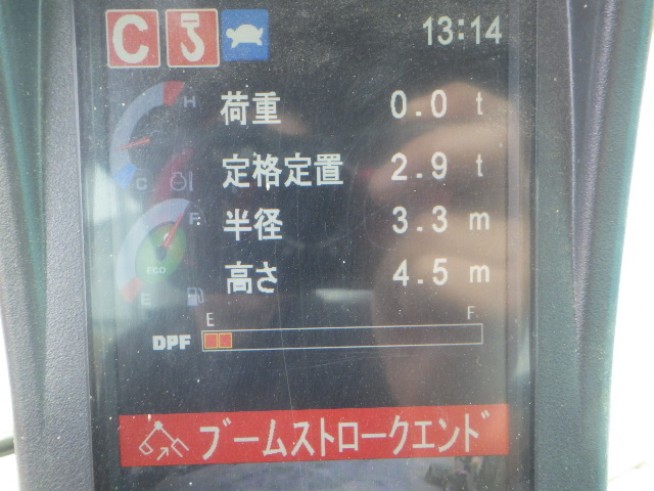 C 13:14
H
荷重 0.0 t
定格定置 2.9 t
C
F
半径 3.3 m
ECO
高さ 4.5 m
E
E F
DPF
ブームストロークエンド